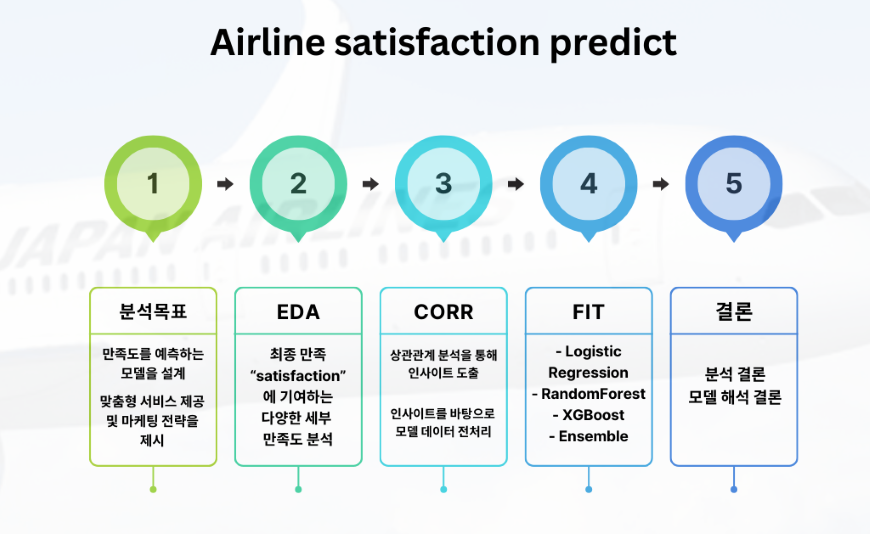 Airline satisfaction predict
1
2
3
4
5
JAPAN AIRLINES
분석목표
만족도를 예측하는
모델을 설계
맞춤형 서비스 제공
및 마케팅 전략을
제시
EDA
최종 만족
“satisfaction”
에 기여하는
다양한 세부
만족도 분석
CORR
상관관계 분석을 통해
인사이트 도출
인사이트를 바탕으로
모델 데이터 전처리
FIT
- Logistic
Regression
- RandomForest
- XGBoost
- Ensemble
결론
분석 결론
모델 해석 결론